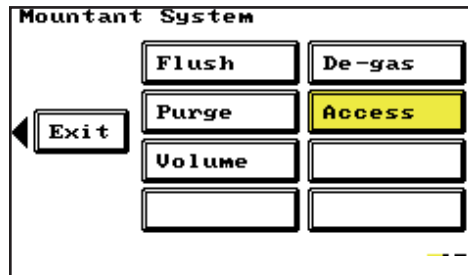 Mountant System
Flush De-gas
Purge Access
Exit
Volume